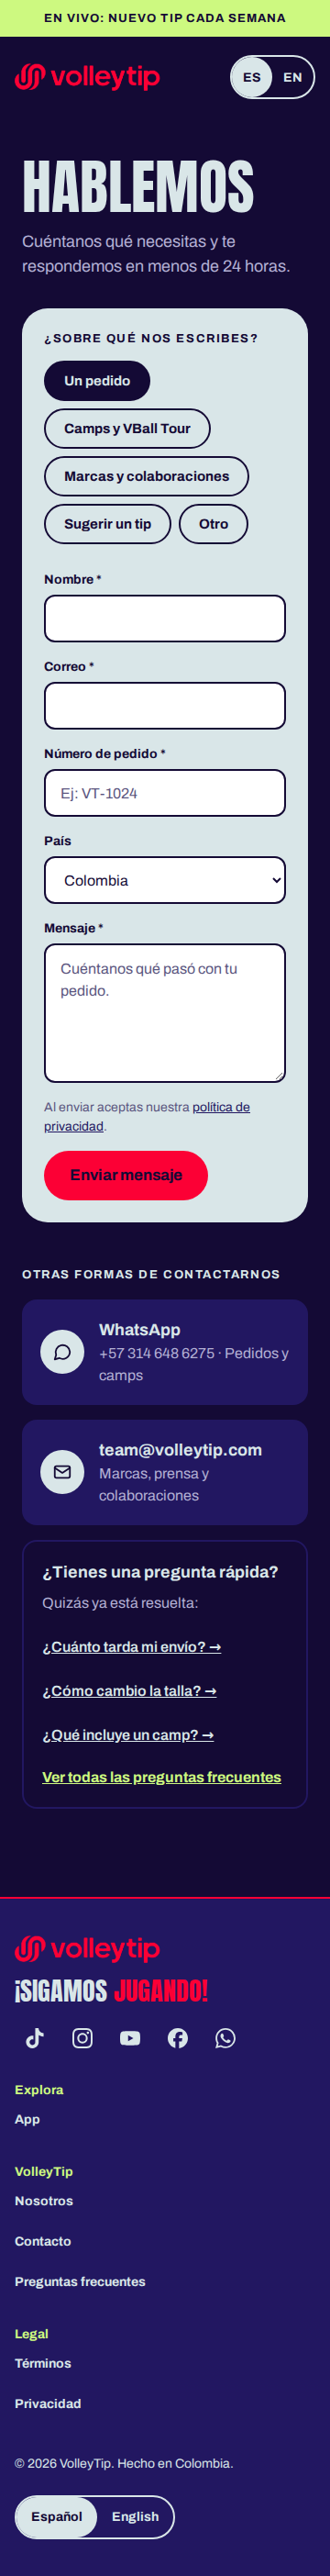 EN VIVO: NUEVO TIP CADA SEMANA
volleytip
ES EN
HABLEMOS
Cuéntanos qué necesitas y te
respondemos en menos de 24 horas.
¿SOBRE QUÉ NOS ESCRIBES?
Un pedido
Camps y VBall Tour
Marcas y colaboraciones
Sugerir un tip Otro
Nombre *
Correo *
Número de pedido *
Ej: VT-1024
País
Colombia
Mensaje *
Cuéntanos qué pasó con tu
pedido.
Al enviar aceptas nuestra política de
privacidad.
Enviar mensaje
OTRAS FORMAS DE CONTACTARNOS
WhatsApp
+57 314 648 6275 · Pedidos y
camps
team@volleytip.com
Marcas, prensa y
colaboraciones
¿Tienes una pregunta rápida?
Quizás ya está resuelta:
¿Cuánto tarda mi envío? →
¿Cómo cambio la talla? →
¿Qué incluye un camp? →
Ver todas las preguntas frecuentes
volleytip
¡SIGAMOS JUGANDO!
Explora
App
VolleyTip
Nosotros
Contacto
Preguntas frecuentes
Legal
Términos
Privacidad
© 2026 VolleyTip. Hecho en Colombia.
Español English